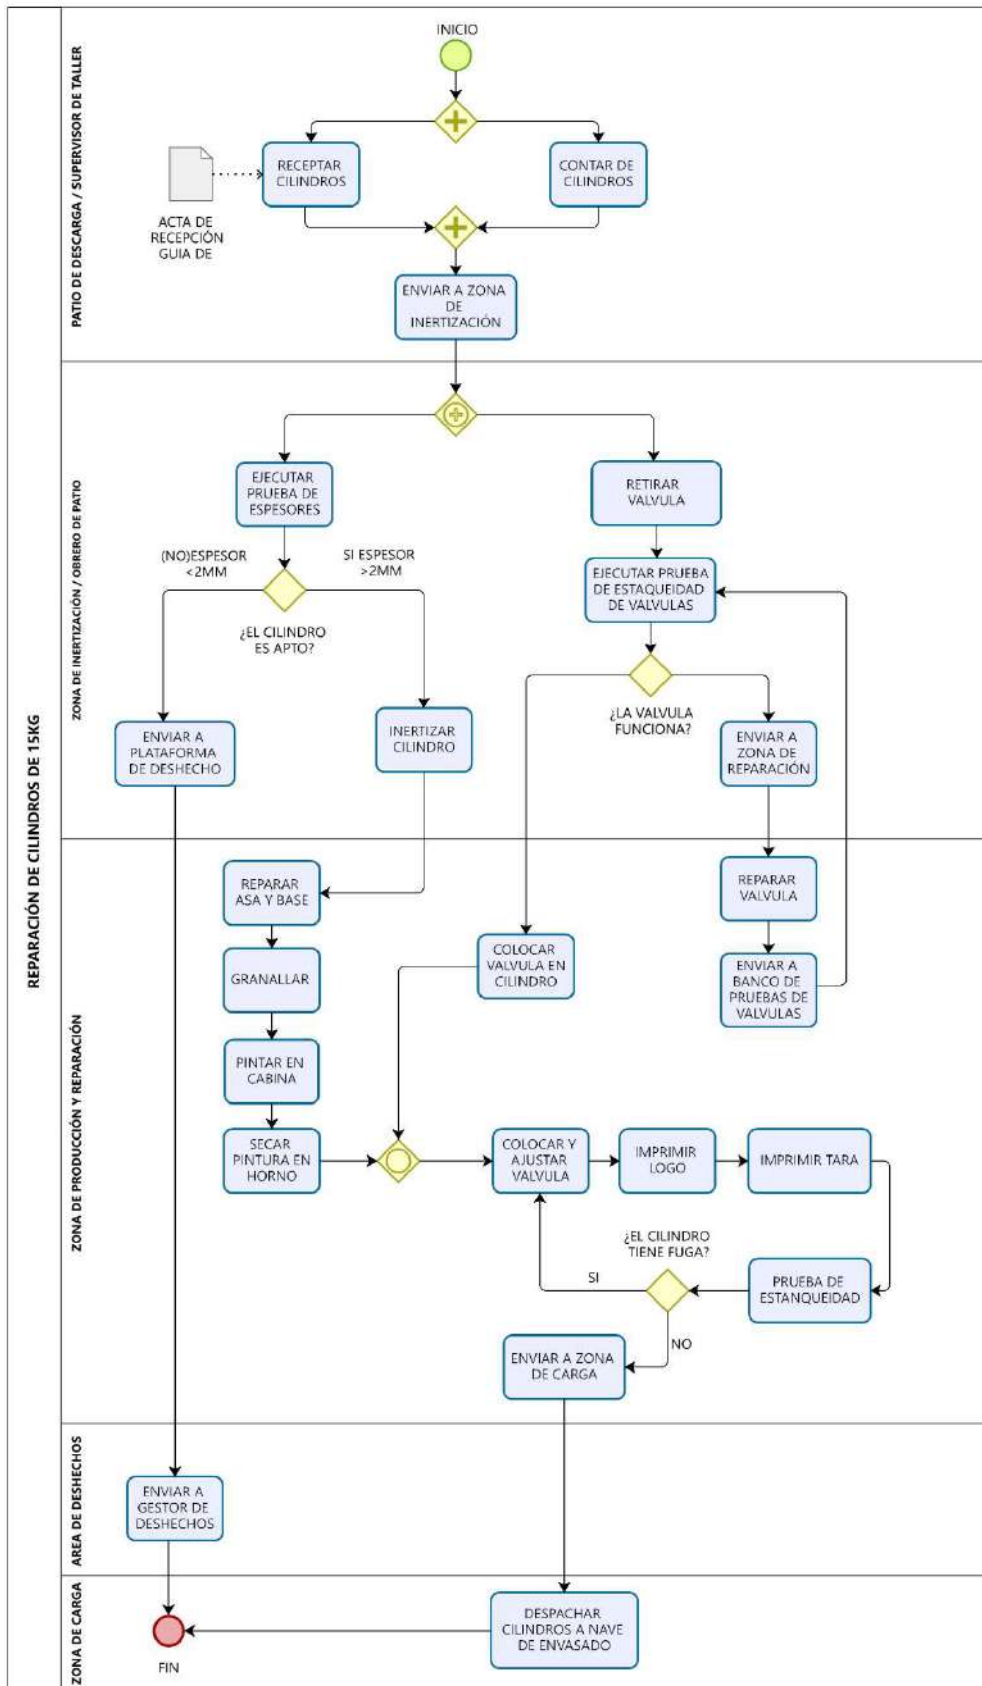 REPARACIÓN DE CILINDROS DE 15KG
PATIO DE DESCARGA / SUPERVISOR DE TALLER
INICIO
RECEPTAR
CILINDROS
CONTAR DE
CILINDROS
ACTA DE
RECEPCIÓN
GUIA DE
ENVIAR A ZONA
DE
INERTIZACIÓN
ZONA DE INERTIZACIÓN / OBRERO DE PATIO
EJECUTAR
PRUEBA DE
ESPESORES
RETIRAR
VALVULA
(NO)ESPESOR
<2MM
SI ESPESOR
>2MM
EJECUTAR PRUEBA
DE ESTAQUEIDAD
DE VALVULAS
¿EL CILINDRO
ES APTO?
¿LA VALVULA
FUNCIONA?
ENVIAR A
PLATAFORMA
DE DESHECHO
INERTIZAR
CILINDRO
ENVIAR A
ZONA DE
REPARACIÓN
ZONA DE PRODUCCIÓN Y REPARACIÓN
REPARAR
ASA Y BASE
REPARAR
VALVULA
GRANALLAR
COLOCAR
VALVULA EN
CILINDRO
ENVIAR A
BANCO DE
PRUEBAS DE
VALVULAS
PINTAR EN
CABINA
SECAR
PINTURA EN
HORNO
COLOCAR Y
AJUSTAR
VALVULA
IMPRIMIR
LOGO
IMPRIMIR TARA
¿EL CILINDRO
TIENE FUGA?
SI
PRUEBA DE
ESTANQUEIDAD
NO
ENVIAR A ZONA
DE CARGA
AREA DE DESHECHOS
ENVIAR A
GESTOR DE
DESHECHOS
ZONA DE CARGA
DESPACHAR
CILINDROS A NAVE
DE ENVASADO
FIN